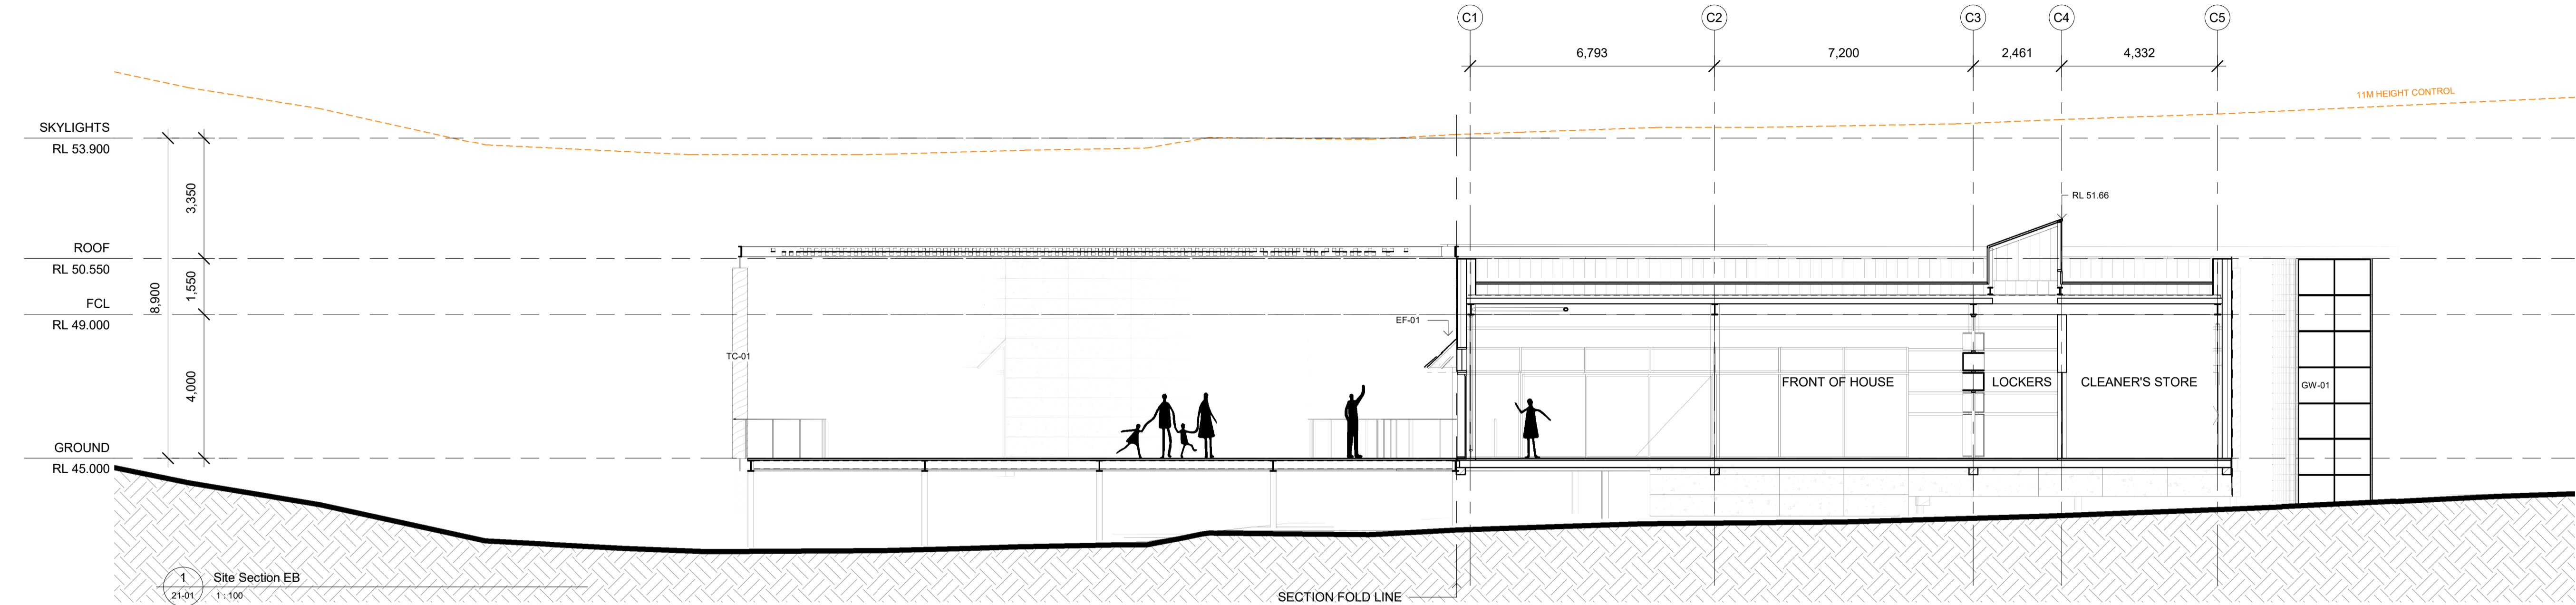 C1
C2
C3
C4
C5
6,793
7,200
2,461
4,332
11M HEIGHT CONTROL
SKYLIGHTS
RL 53.900
3,350
RL 51.66
ROOF
RL 50.550
1,550
8,900
FCL
RL 49.000
EF-01
TC-01
4,000
FRONT OF HOUSE
LOCKERS
CLEANER'S STORE
GW-01
GROUND
RL 45.000
1
Site Section EB
21-01
1 : 100
SECTION FOLD LINE